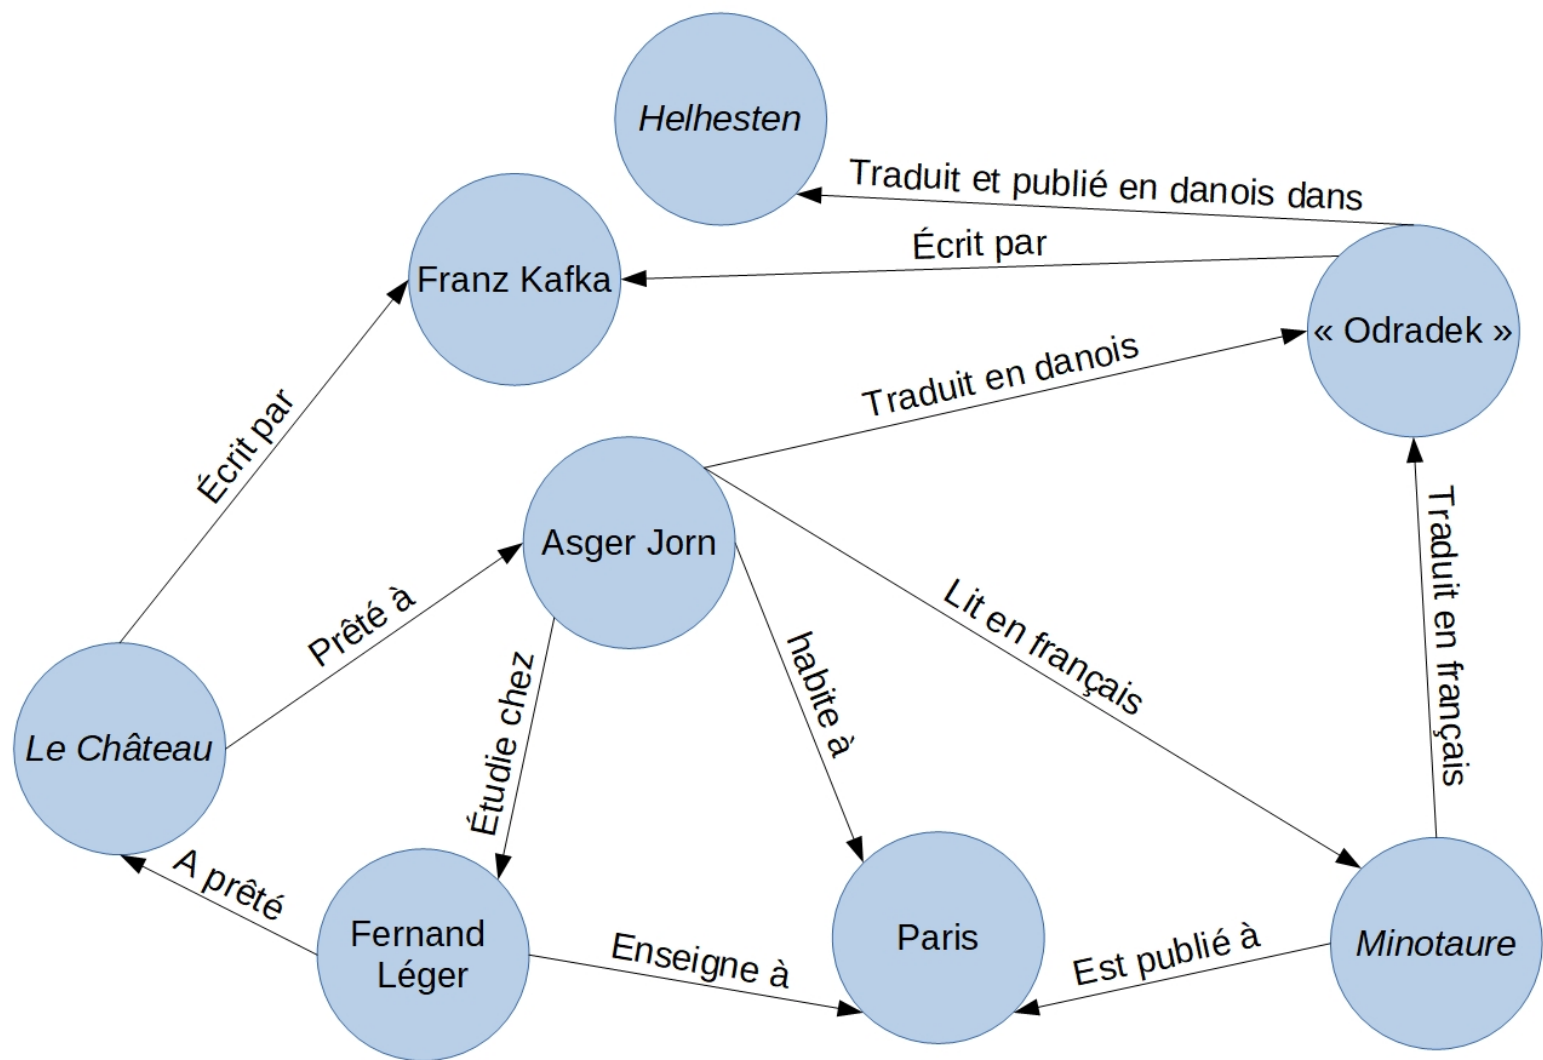 Helhesten
Traduit et publié en danois dans
Écrit par
Franz Kafka
« Odradek »
Traduit en danois
Écrit par
Asger Jorn
Lit en français
Traduit en français
Prêté à
habite à
Étudie chez
Le Château
A prêté
Fernand
Léger
Enseigne à
Paris
Est publié à
Minotaure